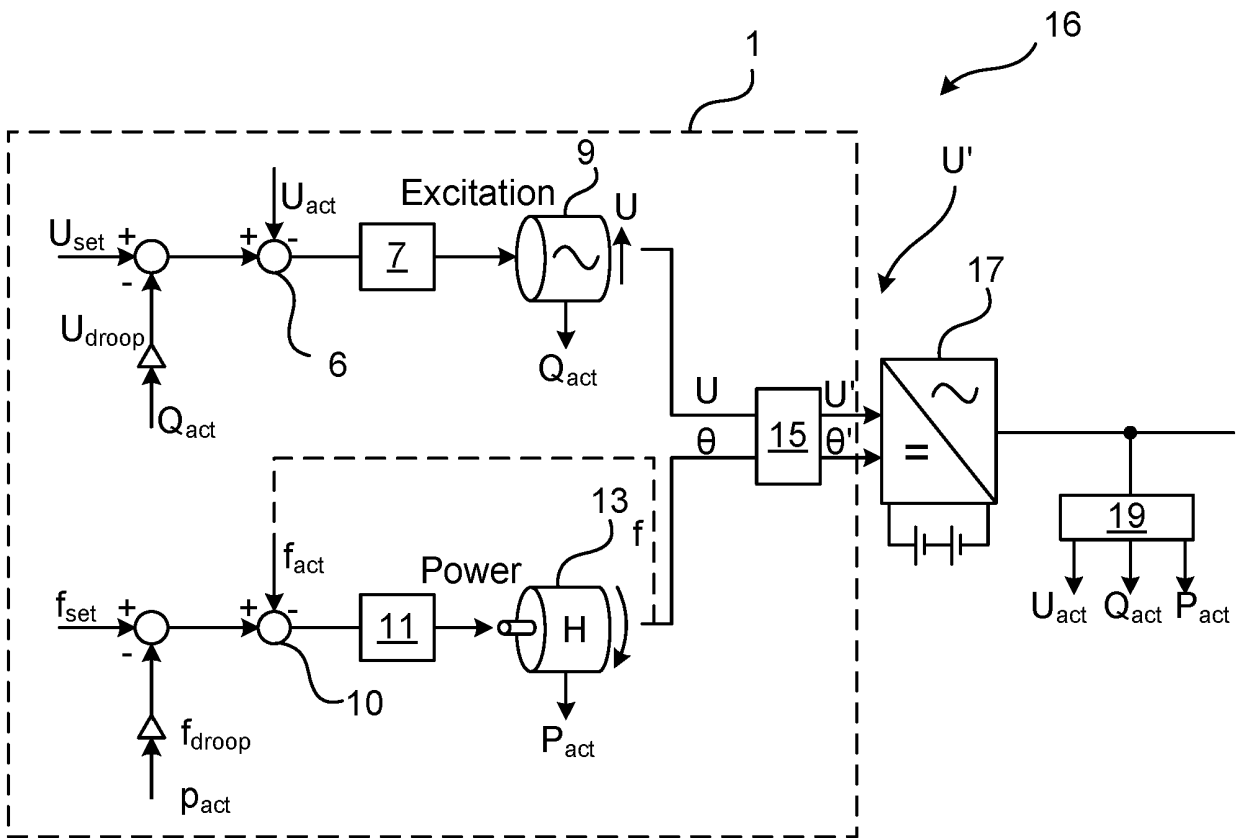 16
1
U'
9
Excitation
U
U_act
U_set
+
-
+
-
7
17
U_droop
6
Q_act
Q_act
U
U'
15
θ
θ'
=
13
f
19
f_act
Power
U_act
Q_act
P_act
f_set
+
-
+
-
11
H
10
f_droop
P_act
p_act